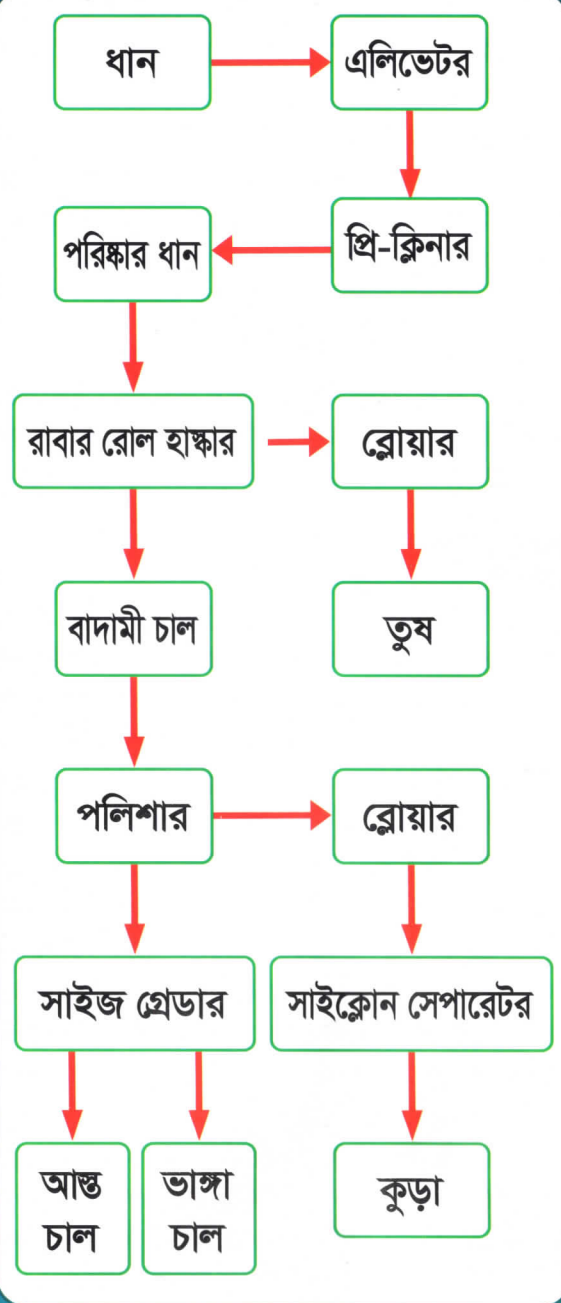 ধান
এলিভেটর
প্রি-ক্লিনার
পরিষ্কার ধান
রাবার রোল হাস্কার
ব্লোয়ার
বাদামী চাল
তুষ
পলিশার
ব্লোয়ার
সাইজ গ্রেডার
সাইক্লোন সেপারেটর
আস্ত
চাল
ভাঙ্গা
চাল
কুড়া